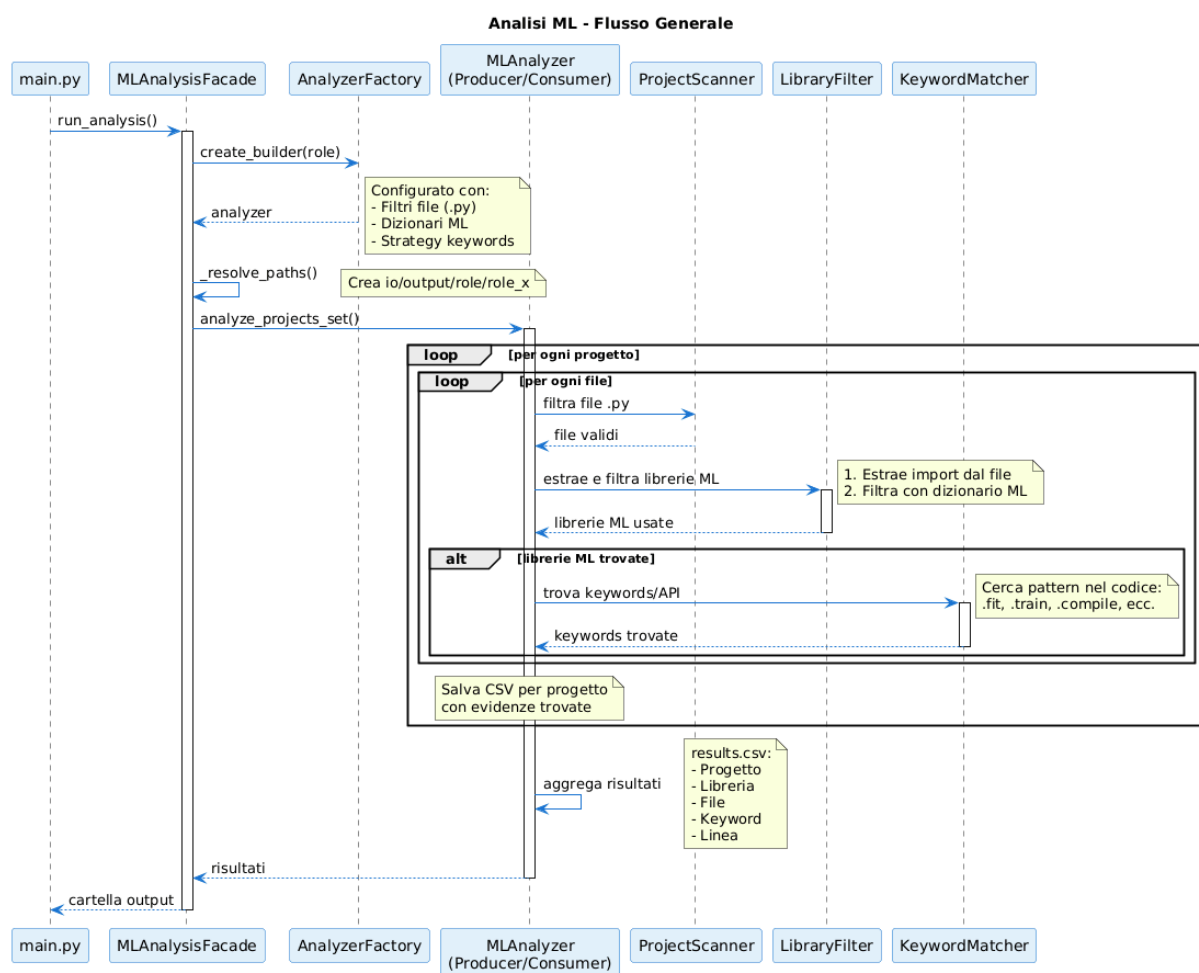 Analisi ML - Flusso Generale
main.py
MLAnalysisFacade
AnalyzerFactory
MLAnalyzer
(Producer/Consumer)
ProjectScanner
LibraryFilter
KeywordMatcher
run_analysis()
create_builder(role)
Configurato con:
- Filtri file (.py)
- Dizionari ML
- Strategy keywords
analyzer
_resolve_paths()
Crea io/output/role/role_x
analyze_projects_set()
loop
[per ogni progetto]
loop
[per ogni file]
filtra file .py
file validi
estrae e filtra librerie ML
1. Estrae import dal file
2. Filtra con dizionario ML
librerie ML usate
alt
[librerie ML trovate]
trova keywords/API
Cerca pattern nel codice:
.fit, .train, .compile, ecc.
keywords trovate
Salva CSV per progetto
con evidenze trovate
aggrega risultati
results.csv:
- Progetto
- Libreria
- File
- Keyword
- Linea
risultati
cartella output
main.py
MLAnalysisFacade
AnalyzerFactory
MLAnalyzer
(Producer/Consumer)
ProjectScanner
LibraryFilter
KeywordMatcher